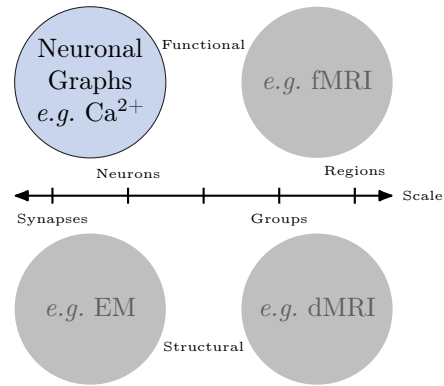 Neuronal
Graphs
e.g. Ca²⁺
Functional
e.g. fMRI
Neurons
Regions
Scale
Synapses
Groups
e.g. EM
e.g. dMRI
Structural